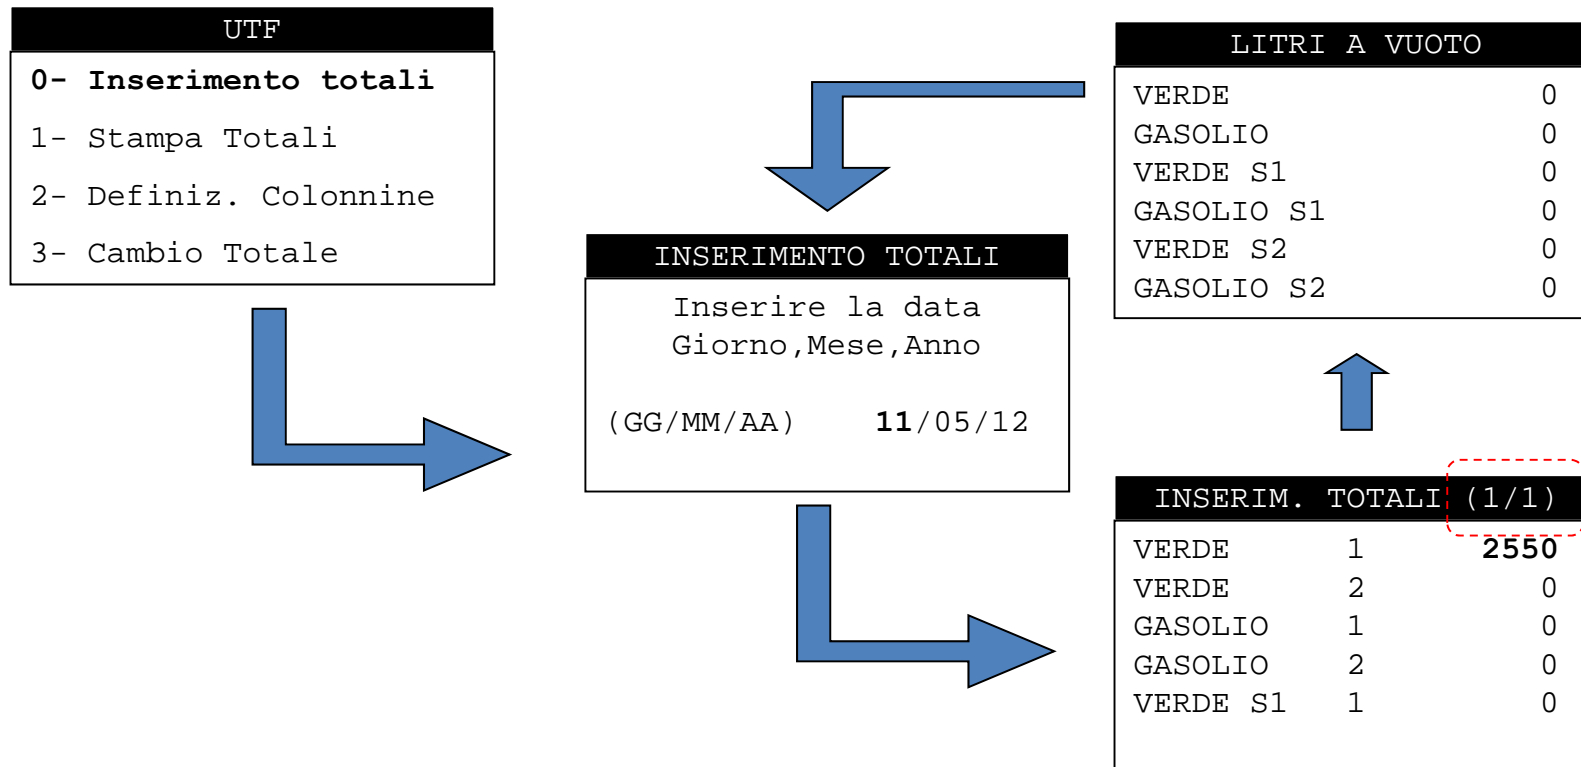 UTF
0- Inserimento totali
1- Stampa Totali
2- Definiz. Colonnine
3- Cambio Totale
INSERIMENTO TOTALI
Inserire la data
Giorno,Mese,Anno
(GG/MM/AA) 11/05/12
LITRI A VUOTO
VERDE 0
GASOLIO 0
VERDE S1 0
GASOLIO S1 0
VERDE S2 0
GASOLIO S2 0
INSERIM. TOTALI (1/1)
VERDE 1 2550
VERDE 2 0
GASOLIO 1 0
GASOLIO 2 0
VERDE S1 1 0